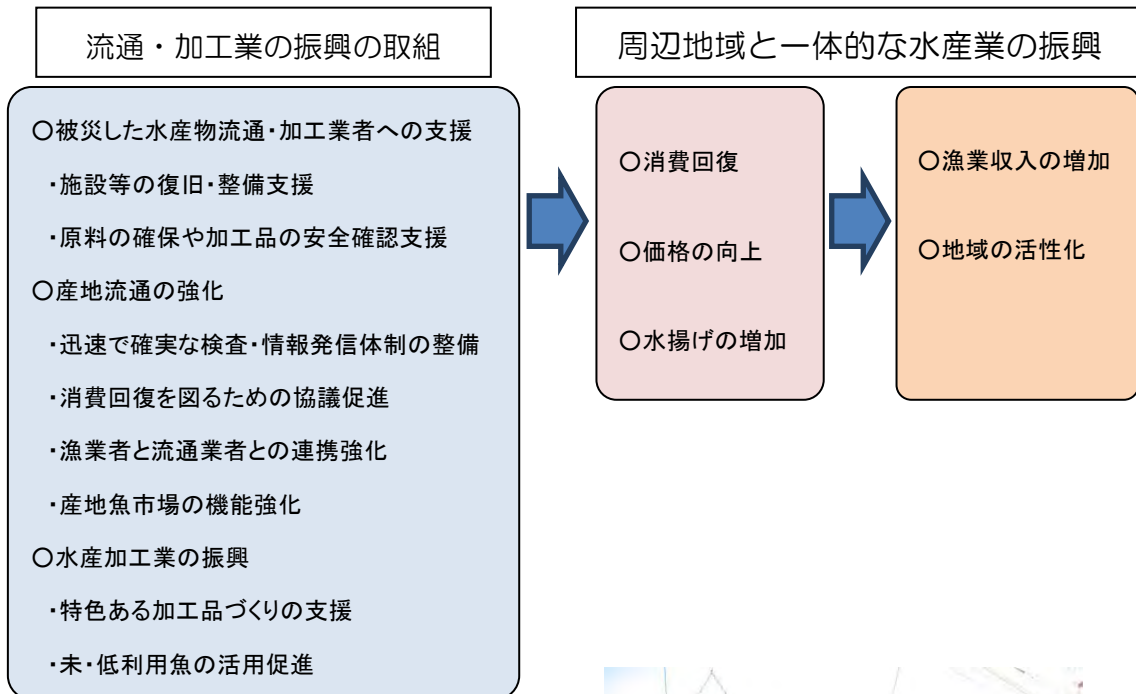 流通・加工業の振興の取組
○被災した水産物流通・加工業者への支援
・施設等の復旧・整備支援
・原料の確保や加工品の安全確認支援
○産地流通の強化
・迅速で確実な検査・情報発信体制の整備
・消費回復を図るための協議促進
・漁業者と流通業者との連携強化
・産地魚市場の機能強化
○水産加工業の振興
・特色ある加工品づくりの支援
・未・低利用魚の活用促進
周辺地域と一体的な水産業の振興
○消費回復
○価格の向上
○水揚げの増加
○漁業収入の増加
○地域の活性化